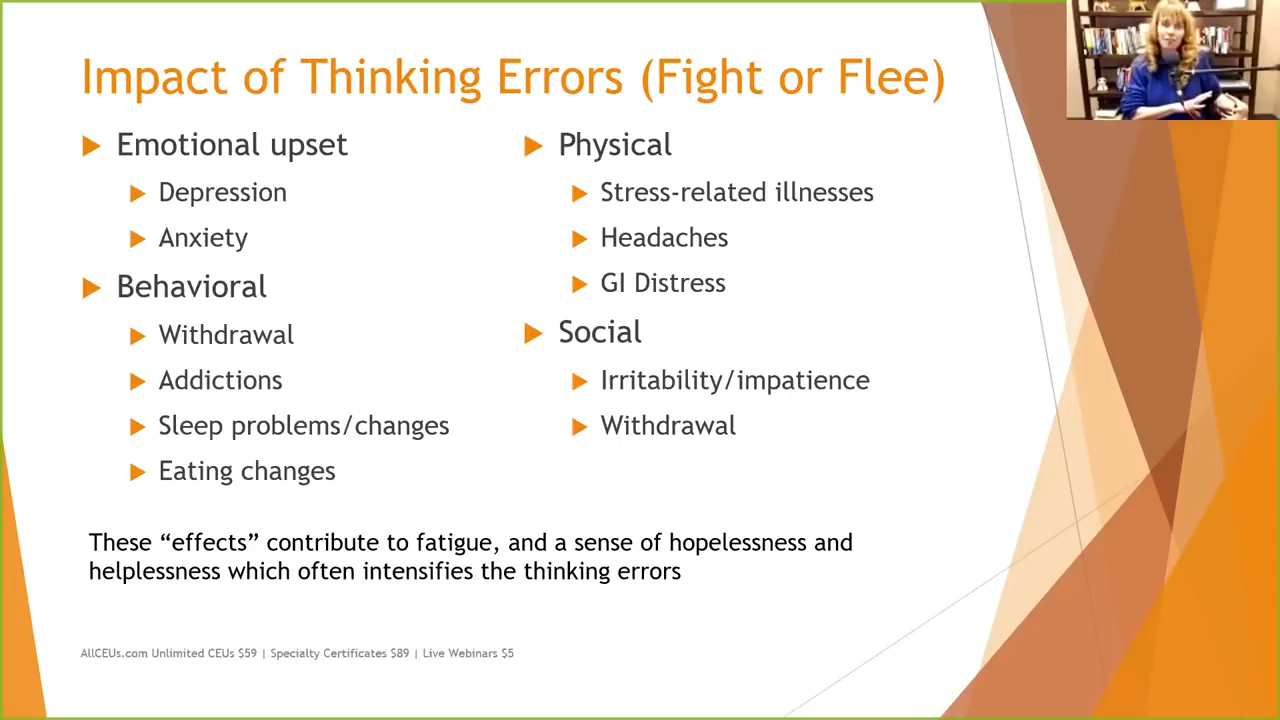 Impact of Thinking Errors (Fight or Flee)
Emotional upset
Depression
Anxiety
Behavioral
Withdrawal
Addictions
Sleep problems/changes
Eating changes
Physical
Stress-related illnesses
Headaches
GI Distress
Social
Irritability/impatience
Withdrawal
These “effects” contribute to fatigue, and a sense of hopelessness and
helplessness which often intensifies the thinking errors
AllCEUs.com Unlimited CEUs $59 | Specialty Certificates $89 | Live Webinars $5